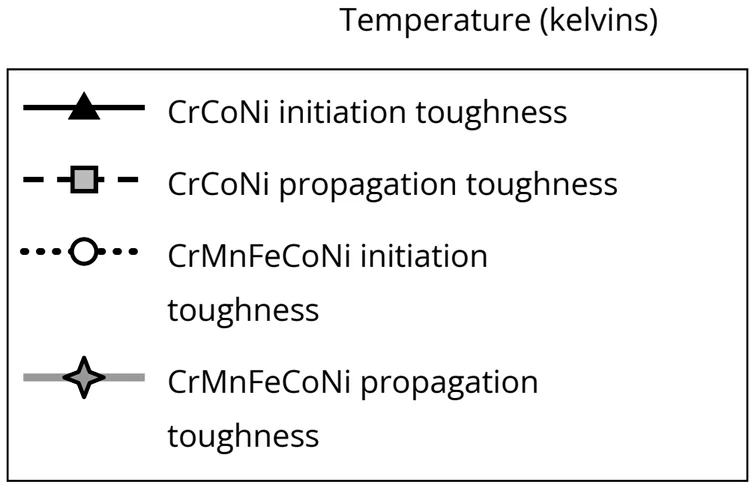 Temperature (kelvins)
CrCoNi initiation toughness
CrCoNi propagation toughness
CrMnFeCoNi initiation
toughness
CrMnFeCoNi propagation
toughness